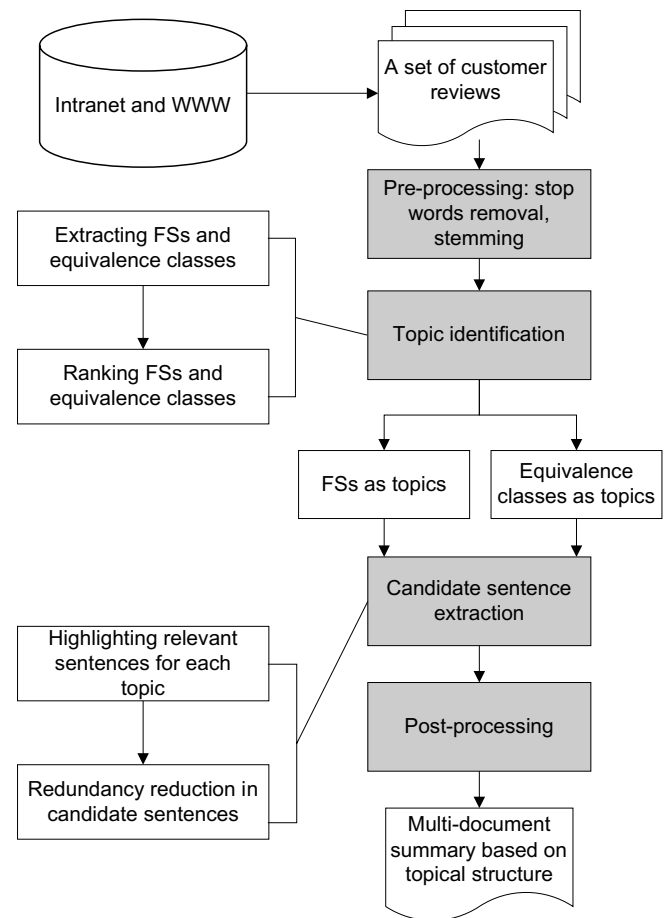 Intranet and WWW
A set of customer
reviews
Pre-processing: stop
words removal,
stemming
Extracting FSs and
equivalence classes
Topic identification
Ranking FSs and
equivalence classes
FSs as topics
Equivalence
classes as topics
Candidate sentence
extraction
Highlighting relevant
sentences for each
topic
Post-processing
Redundancy reduction in
candidate sentences
Multi-document
summary based on
topical structure